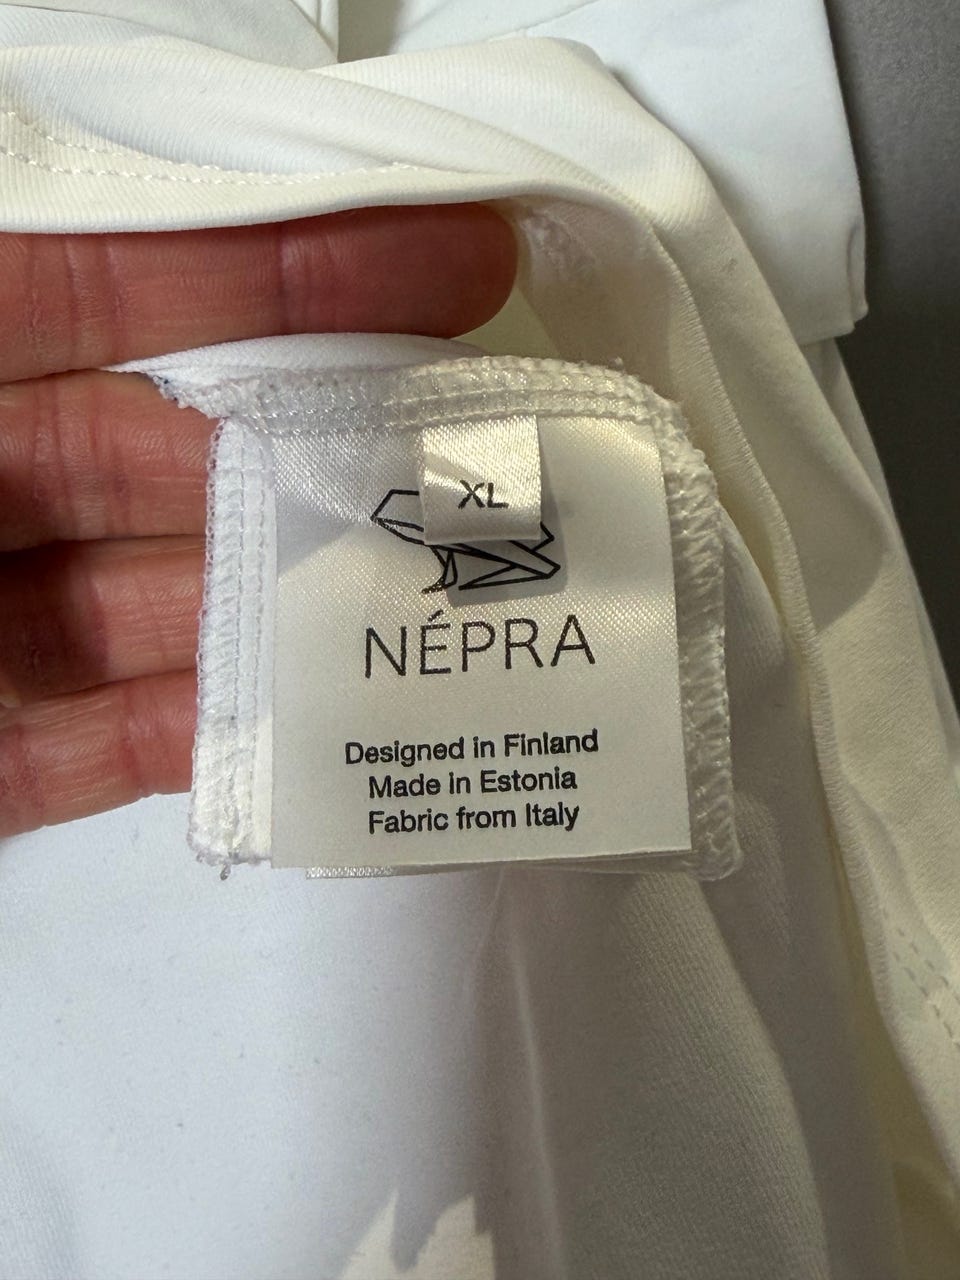 XL
NÉPRA
Designed in Finland
Made in Estonia
Fabric from Italy